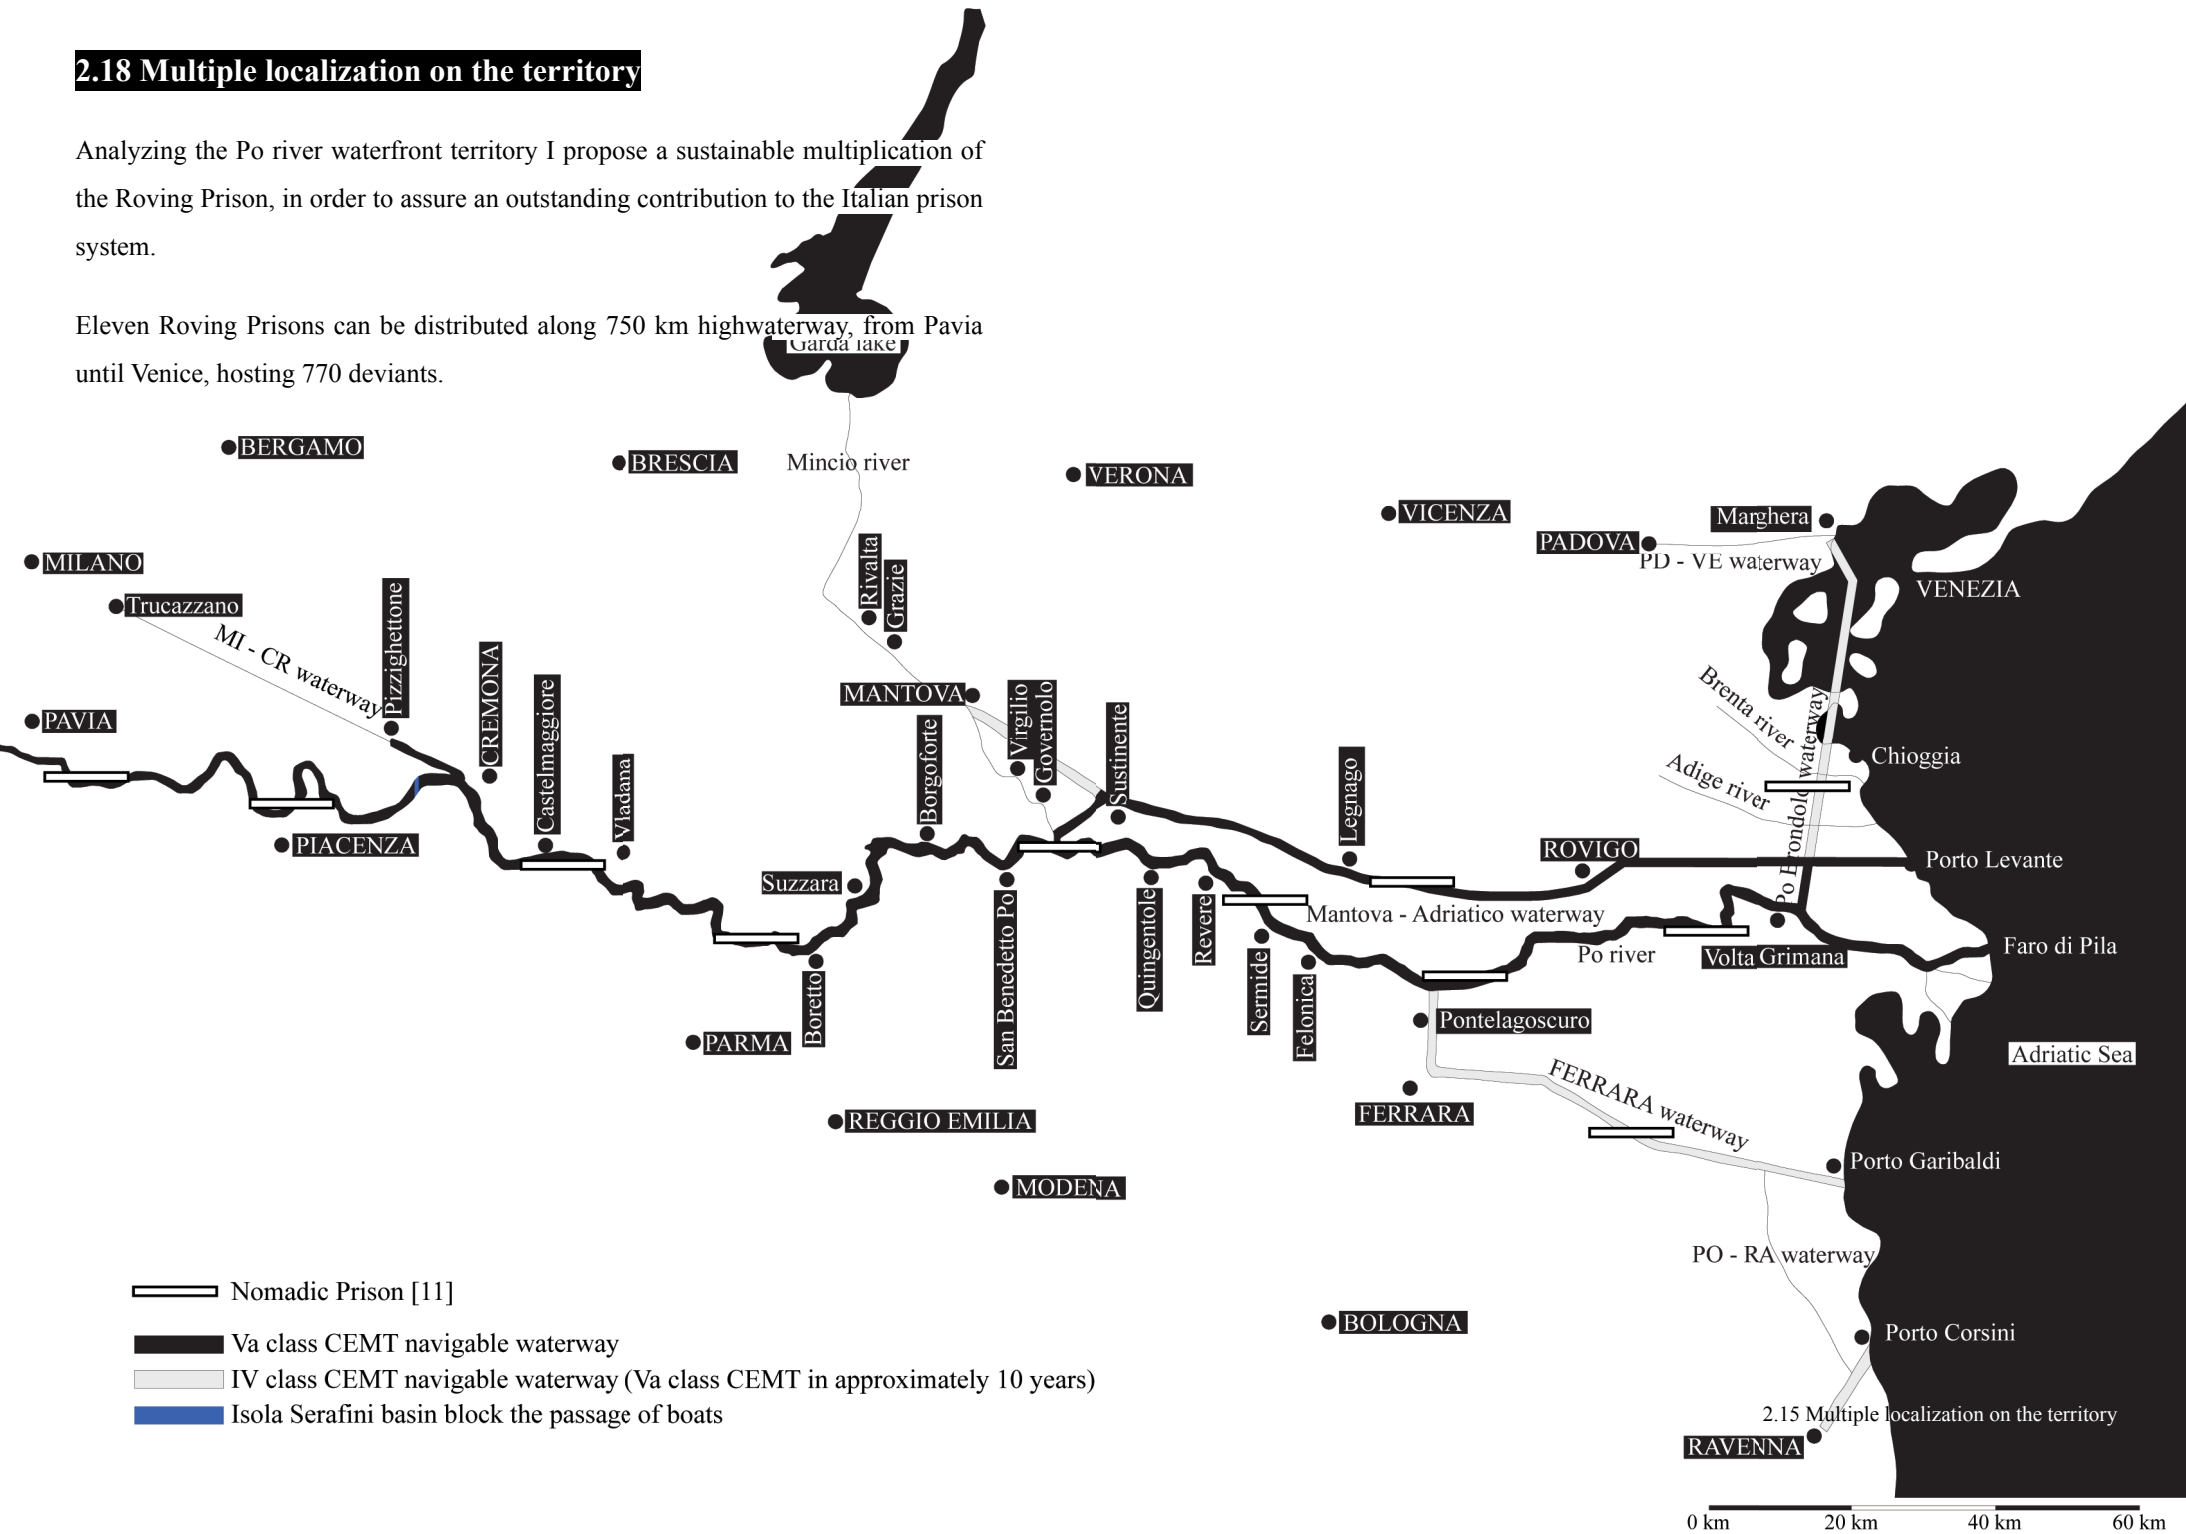 2.18 Multiple localization on the territory
Analyzing the Po river waterfront territory I propose a sustainable multiplication of
the Roving Prison, in order to assure an outstanding contribution to the Italian prison
system.
Eleven Roving Prisons can be distributed along 750 km highwaterway, from Pavia
until Venice, hosting 770 deviants.
Garda lake
BERGAMO
BRESCIA
Mincio river
VERONA
VICENZA
Marghera
PADOVA
PD - VE waterway
VENEZIA
MILANO
Trucazzano
MI - CR waterway
Pizzighettone
Rivalta
Grazie
PAVIA
CREMONA
Castelmaggiore
Vladana
MANTOVA
Borgoforte
Virgilio
Governolo
Sustinente
Legnago
Brenta river
Adige river
Po Brondolo waterway
Chioggia
PIACENZA
Suzzara
ROVIGO
Porto Levante
Mantova - Adriatico waterway
Po river
Volta Grimana
Faro di Pila
Boretto
San Benedetto Po
Quingentole
Revere
Sermide
Felonica
PARMA
Pontelagoscuro
Adriatic Sea
FERRARA waterway
FERRARA
REGGIO EMILIA
Porto Garibaldi
MODENA
PO - RA waterway
BOLOGNA
Porto Corsini
Nomadic Prison [11]
Va class CEMT navigable waterway
IV class CEMT navigable waterway (Va class CEMT in approximately 10 years)
Isola Serafini basin block the passage of boats
2.15 Multiple localization on the territory
RAVENNA
0 km
20 km
40 km
60 km